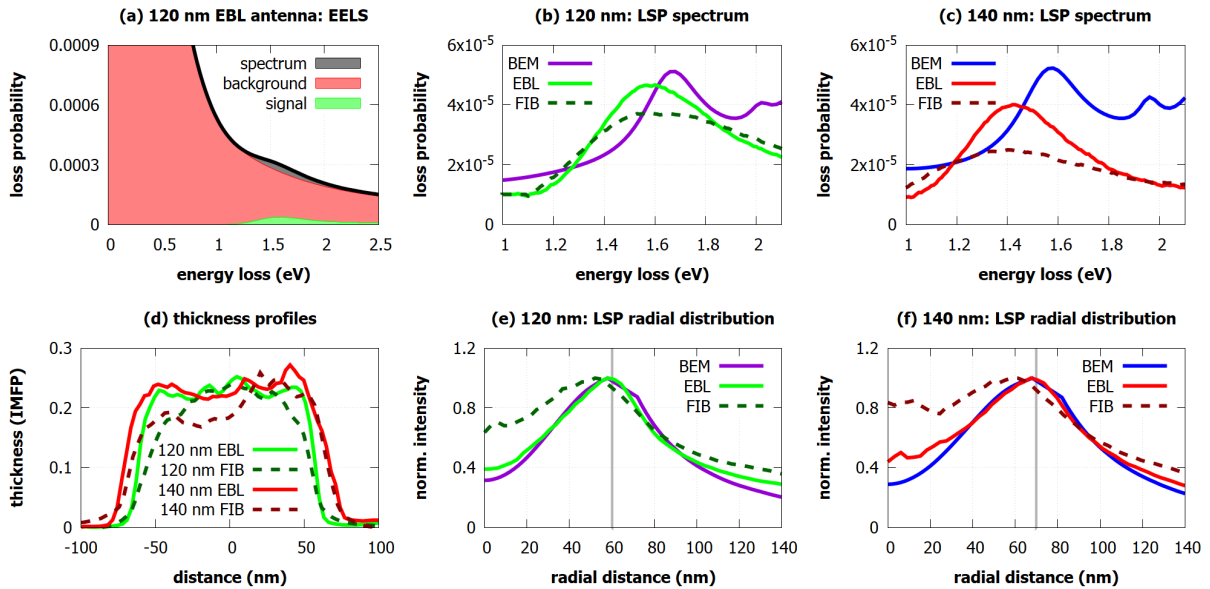 (a) 120 nm EBL antenna: EELS
loss probability
0.0009
0.0006
0.0003
0
spectrum
background
signal
0 0.5 1 1.5 2 2.5
energy loss (eV)
(b) 120 nm: LSP spectrum
loss probability
6x10⁻⁵
4x10⁻⁵
2x10⁻⁵
0
BEM
EBL
FIB
1 1.2 1.4 1.6 1.8 2
energy loss (eV)
(c) 140 nm: LSP spectrum
loss probability
6x10⁻⁵
4x10⁻⁵
2x10⁻⁵
0
BEM
EBL
FIB
1 1.2 1.4 1.6 1.8 2
energy loss (eV)
(d) thickness profiles
thickness (IMFP)
0.3
0.2
0.1
0
120 nm EBL
120 nm FIB
140 nm EBL
140 nm FIB
-100 -50 0 50 100
distance (nm)
(e) 120 nm: LSP radial distribution
norm. intensity
1.2
0.8
0.4
0
BEM
EBL
FIB
0 20 40 60 80 100 120 140
radial distance (nm)
(f) 140 nm: LSP radial distribution
norm. intensity
1.2
0.8
0.4
0
BEM
EBL
FIB
0 20 40 60 80 100 120 140
radial distance (nm)